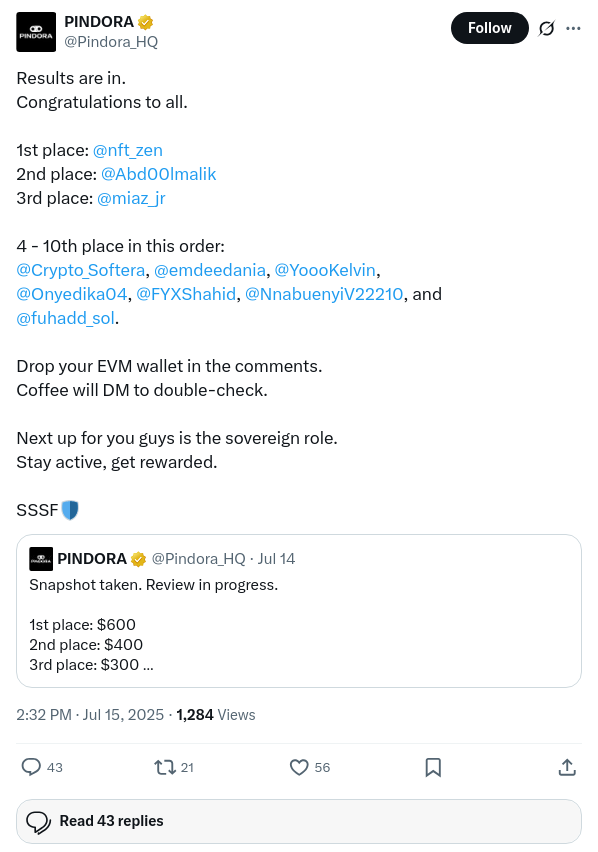 PINDORA
@Pindora_HQ
Follow
PINDORA
Results are in.
Congratulations to all.
1st place: @nft_zen
2nd place: @Abd00lmalik
3rd place: @miaz_jr
4 - 10th place in this order:
@Crypto_Softera, @emdeedania, @YoooKelvin,
@Onyedika04, @FYXShahid, @NnabuenyiV22210, and
@fuhadd_sol.
Drop your EVM wallet in the comments.
Coffee will DM to double-check.
Next up for you guys is the sovereign role.
Stay active, get rewarded.
SSSF
PINDORA @Pindora_HQ · Jul 14
PINDORA
Snapshot taken. Review in progress.
1st place: $600
2nd place: $400
3rd place: $300 ...
2:32 PM · Jul 15, 2025 · 1,284 Views
43 21 56
Read 43 replies